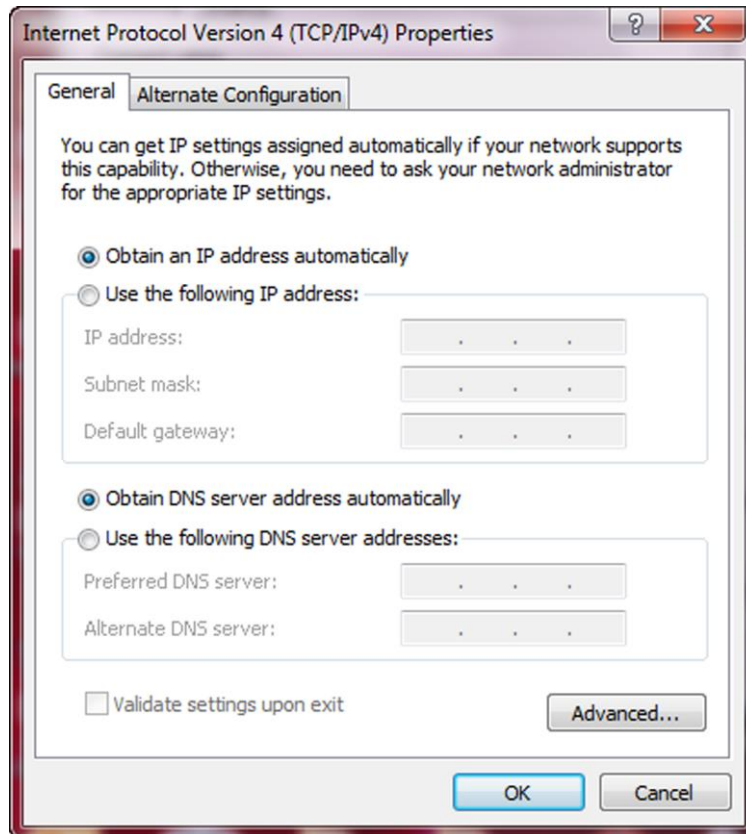 Internet Protocol Version 4 (TCP/IPv4) Properties
?
X
General
Alternate Configuration
You can get IP settings assigned automatically if your network supports
this capability. Otherwise, you need to ask your network administrator
for the appropriate IP settings.
Obtain an IP address automatically
Use the following IP address:
IP address: . . .
Subnet mask: . . .
Default gateway: . . .
Obtain DNS server address automatically
Use the following DNS server addresses:
Preferred DNS server: . . .
Alternate DNS server: . . .
Validate settings upon exit
Advanced...
OK
Cancel